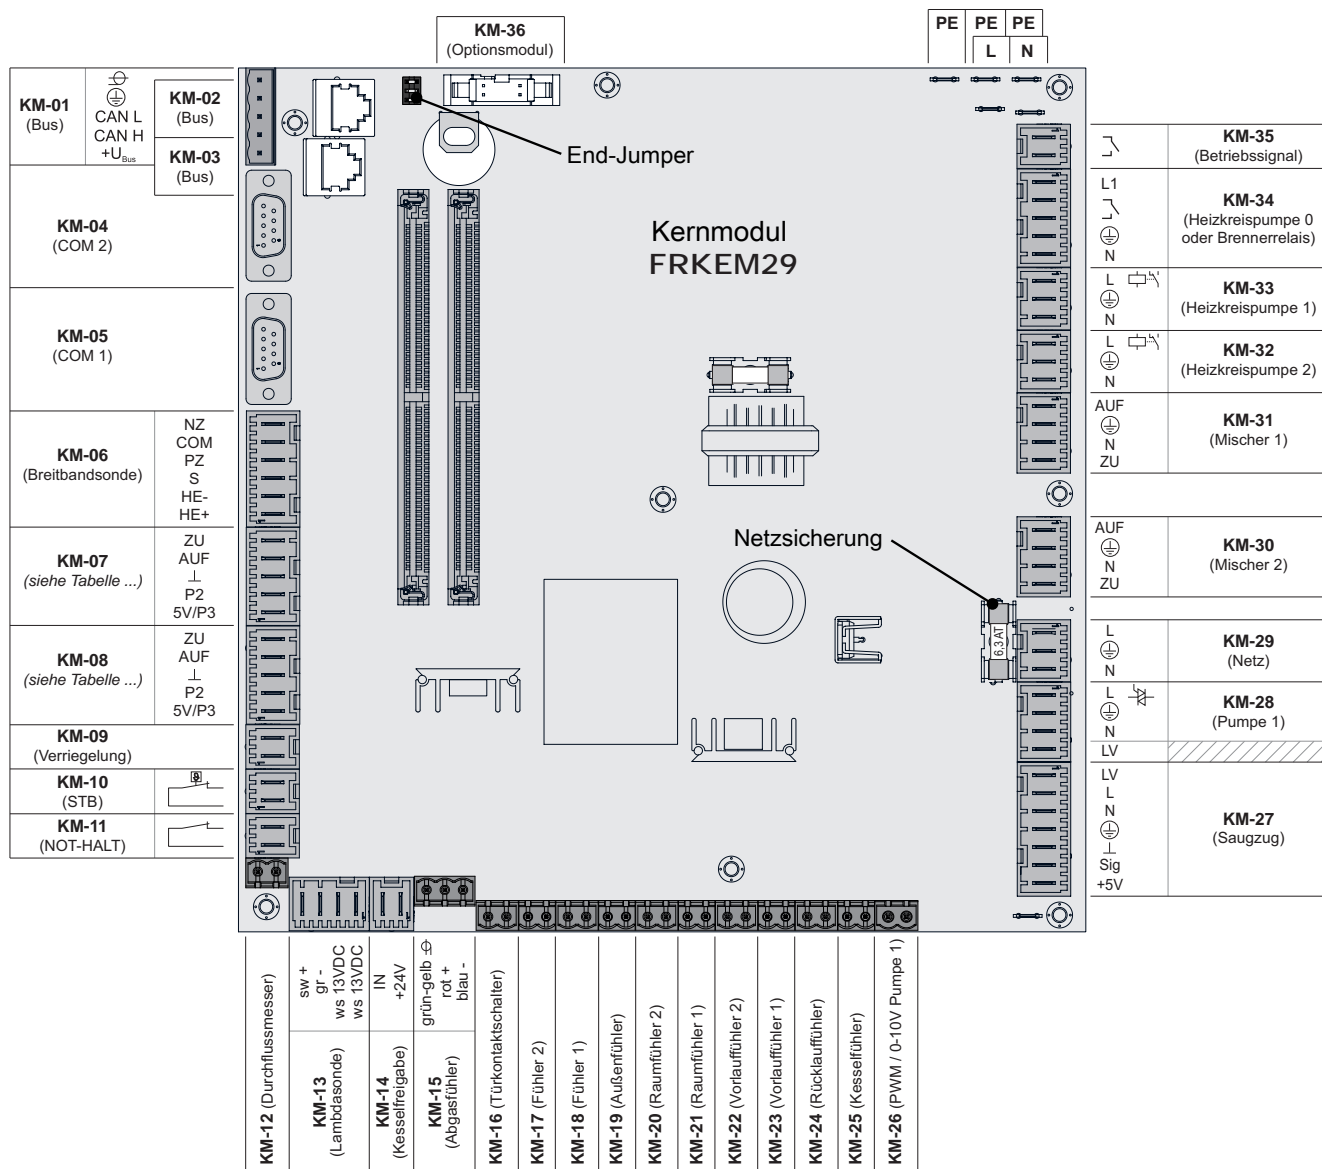 KM-36
(Optionsmodul)
PE PE PE
L N
KM-01
(Bus)
CAN L
CAN H
+UBus
KM-02
(Bus)
KM-03
(Bus)
KM-04
(COM 2)
KM-05
(COM 1)
KM-06
(Breitbandsonde)
NZ
COM
PZ
S
HE-
HE+
KM-07
(siehe Tabelle ...)
ZU
AUF
⊥
P2
5V/P3
KM-08
(siehe Tabelle ...)
ZU
AUF
⊥
P2
5V/P3
KM-09
(Verriegelung)
KM-10
(STB)
KM-11
(NOT-HALT)
End-Jumper
Kernmodul
FRKEM29
Netzsicherung
6,3 AT
KM-35
(Betriebssignal)
L1
N
KM-34
(Heizkreispumpe 0
oder Brennerrelais)
L
N
KM-33
(Heizkreispumpe 1)
L
N
KM-32
(Heizkreispumpe 2)
AUF
N
ZU
KM-31
(Mischer 1)
AUF
N
ZU
KM-30
(Mischer 2)
L
N
KM-29
(Netz)
L
N
LV
KM-28
(Pumpe 1)
LV
L
N
⊥
Sig
+5V
KM-27
(Saugzug)
KM-12 (Durchflussmesser)
sw +
gr -
ws 13VDC
ws 13VDC
KM-13
(Lambdasonde)
IN
+24V
KM-14
(Kesselfreigabe)
grün-gelb
rot +
blau -
KM-15
(Abgasfühler)
KM-16 (Türkontaktschalter)
KM-17 (Fühler 2)
KM-18 (Fühler 1)
KM-19 (Außenfühler)
KM-20 (Raumfühler 2)
KM-21 (Raumfühler 1)
KM-22 (Vorlauffühler 2)
KM-23 (Vorlauffühler 1)
KM-24 (Rücklauffühler)
KM-25 (Kesselfühler)
KM-26 (PWM / 0-10V Pumpe 1)